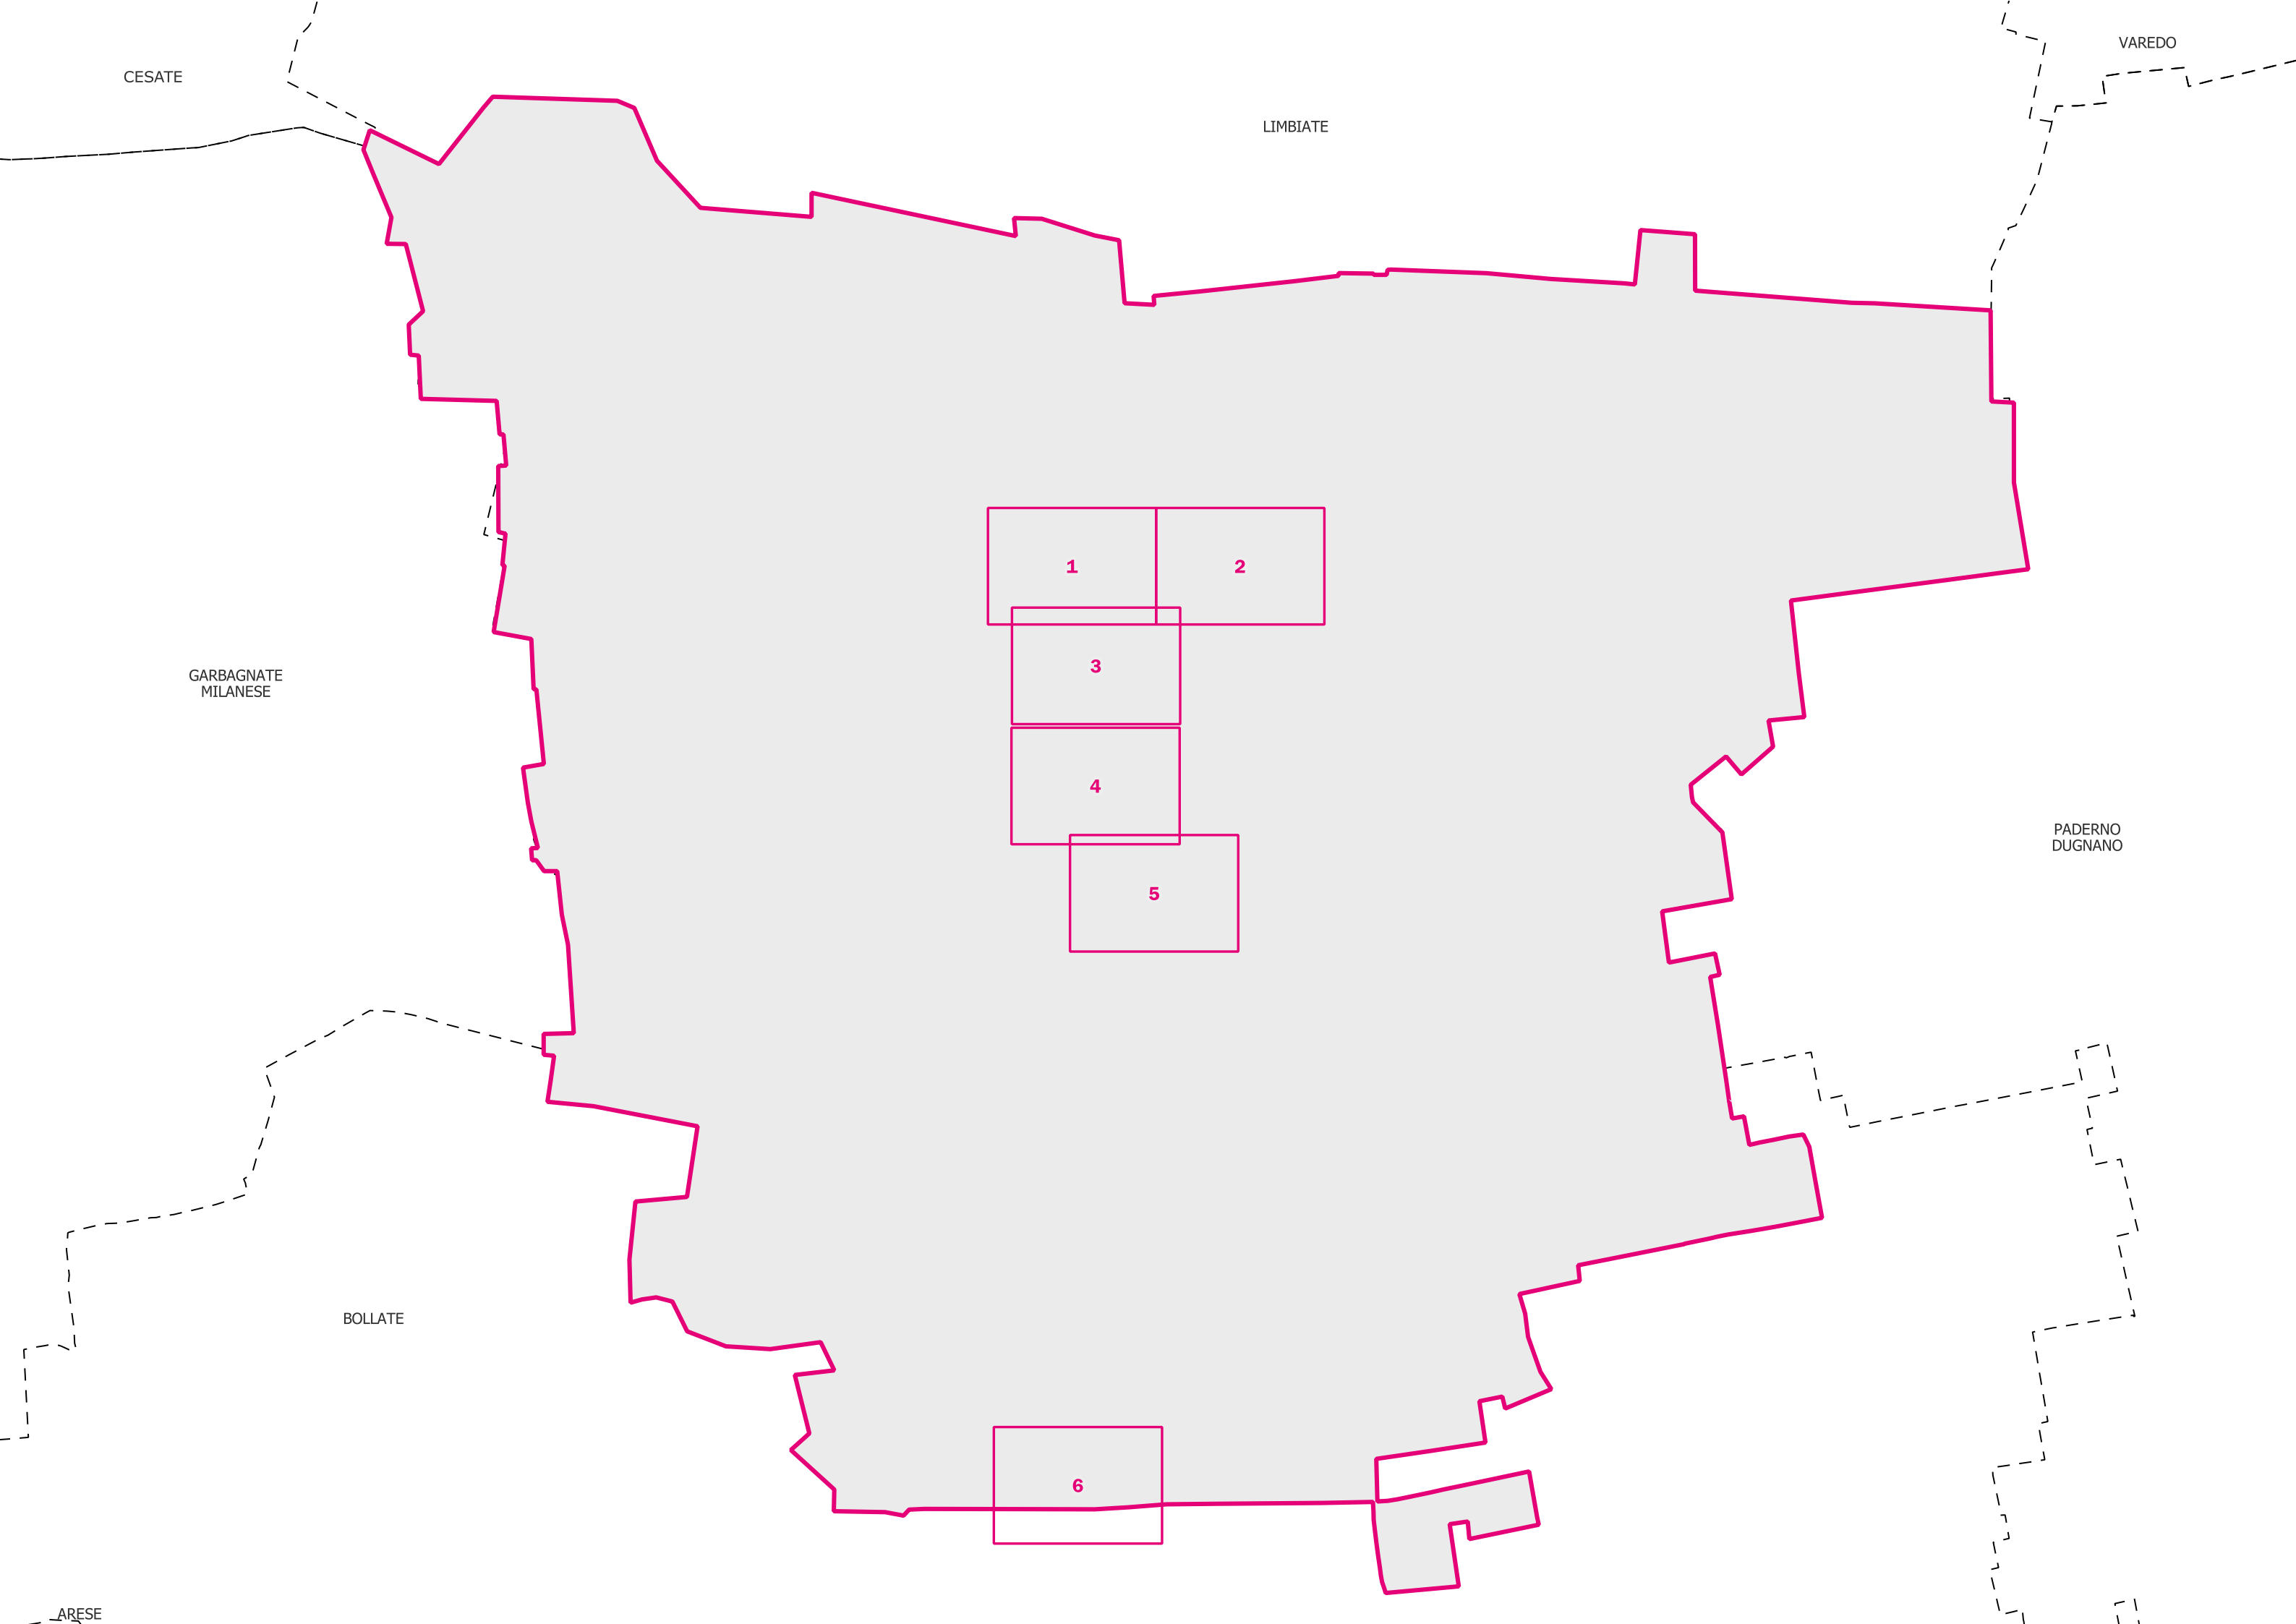 VAREDO
CESATE
LIMBIATE
1
2
3
GARBAGNATE
MILANESE
4
PADERNO
DUGNANO
5
BOLLATE
6
ARESE